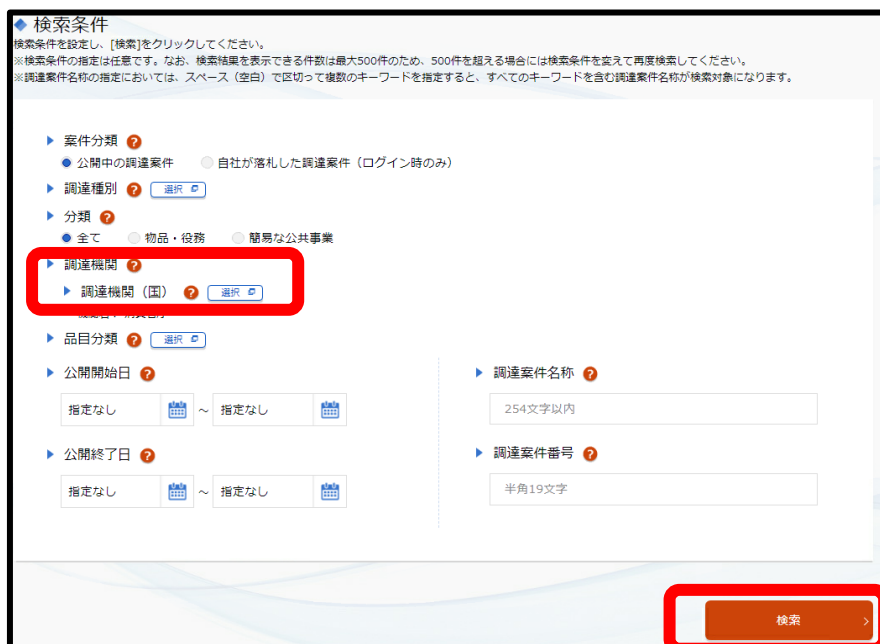 検索条件
検索条件を設定し、[検索]をクリックしてください。
※検索条件の指定は任意です。なお、検索結果を表示できる件数は最大500件のため、500件を超える場合には検索条件を変えて再度検索してください。
※調達案件名称の指定においては、スペース（空白）で区切って複数のキーワードを指定すると、すべてのキーワードを含む調達案件名称が検索対象になります。
案件分類 ?
公開中の調達案件 自社が落札した調達案件（ログイン時のみ）
調達種別 ? 選択
分類 ?
全て 物品・役務 簡易な公共事業
調達機関 ?
調達機関（国） ? 選択
品目分類 ? 選択
公開開始日 ?
指定なし ～ 指定なし
公開終了日 ?
指定なし ～ 指定なし
調達案件名称 ?
254文字以内
調達案件番号 ?
半角19文字
検索